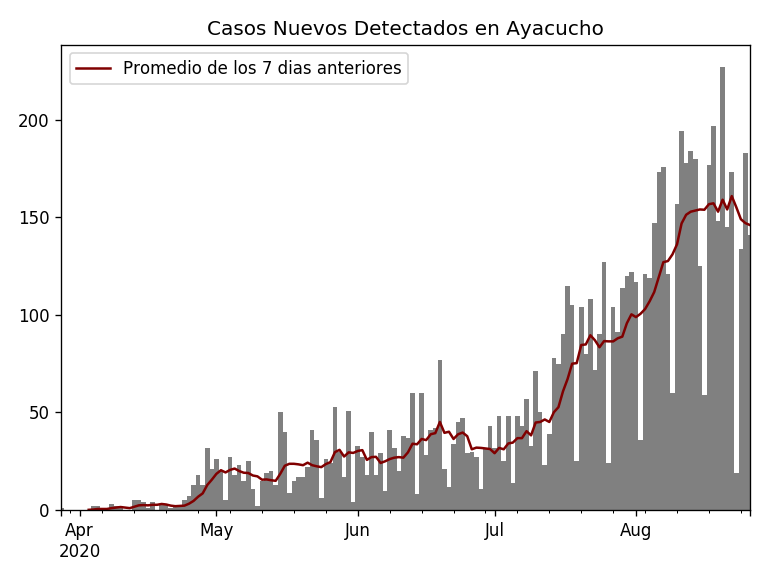 Casos Nuevos Detectados en Ayacucho
Promedio de los 7 dias anteriores
200
150
100
50
0
Apr May Jun Jul Aug
2020